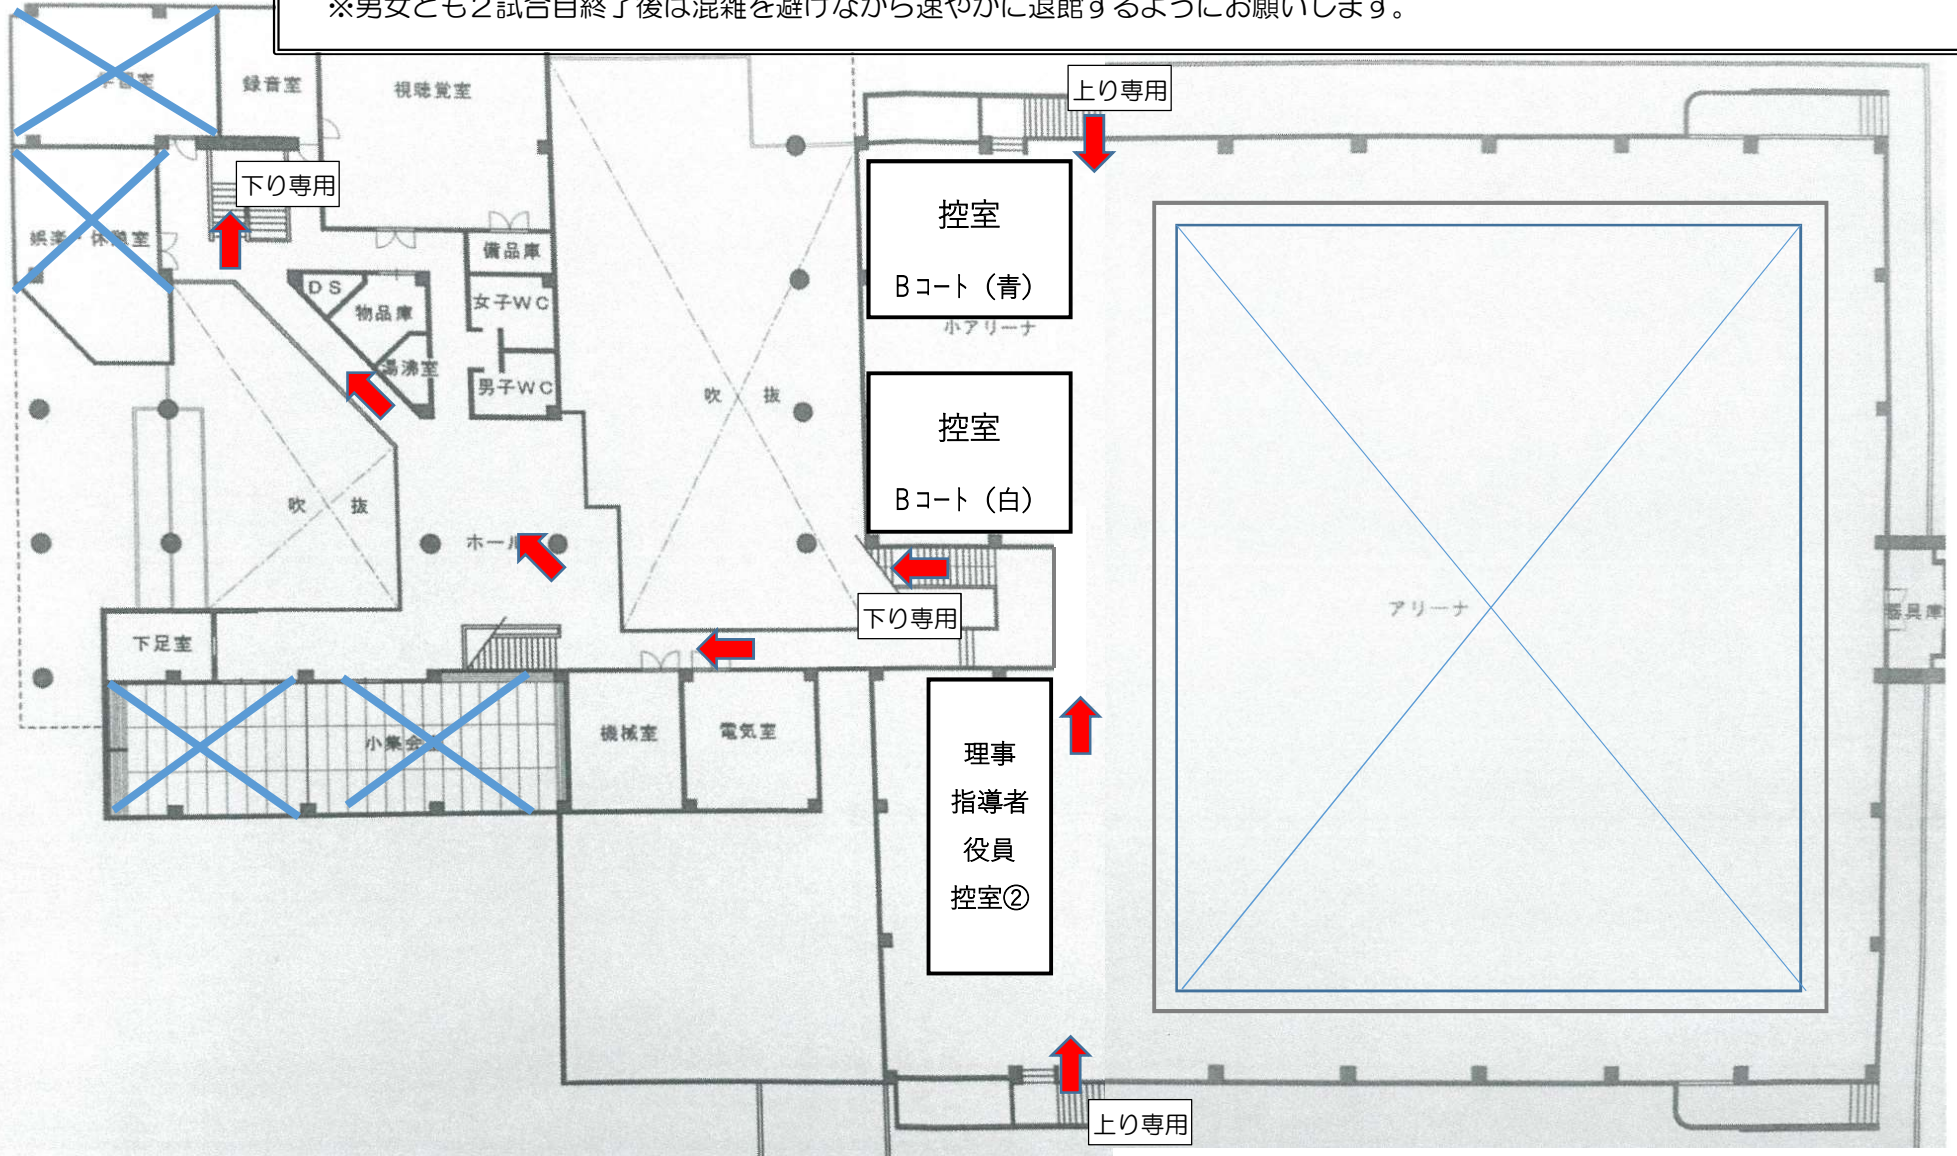 ※男女とも２試合目終了後は混雑を避けながら速やかに退館するようにお願いします。
上り専用
録音室
視聴覚室
下り専用
控室
Bコート（青）
備品庫
DS
物品庫
女子WC
小アリーナ
湯沸室
男子WC
吹 抜
控室
Bコート（白）
吹 抜
ホール
下り専用
アリーナ
器具庫
下足室
小集会
機械室
電気室
理事
指導者
役員
控室②
上り専用